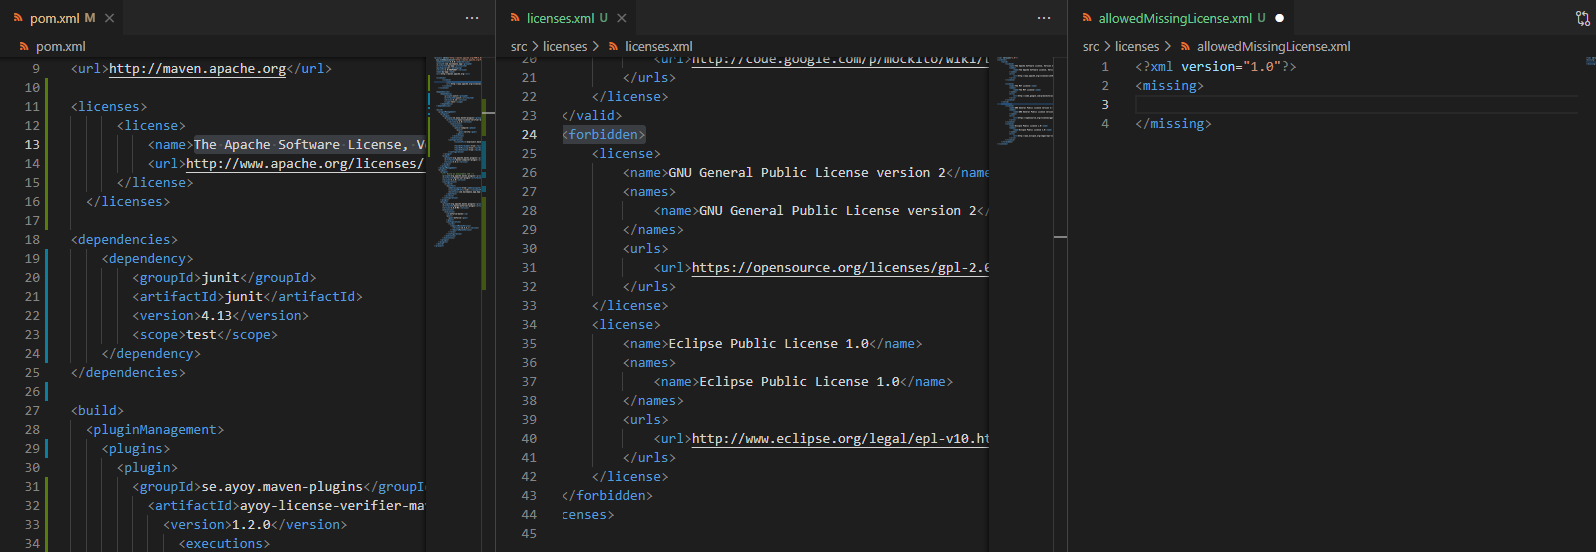 pom.xml M
pom.xml
9 <url>http://maven.apache.org</url>
10
11 <licenses>
12 <license>
13 <name>The Apache Software License, V
14 <url>http://www.apache.org/licenses/
15 </license>
16 </licenses>
17
18 <dependencies>
19 <dependency>
20 <groupId>junit</groupId>
21 <artifactId>junit</artifactId>
22 <version>4.13</version>
23 <scope>test</scope>
24 </dependency>
25 </dependencies>
26
27 <build>
28 <pluginManagement>
29 <plugins>
30 <plugin>
31 <groupId>se.ayoy.maven-plugins</groupId
32 <artifactId>ayoy-license-verifier-ma
33 <version>1.2.0</version>
34 <executions>
licenses.xml U
src > licenses > licenses.xml
20 <url>http://code.google.com/p/mockito/wiki/
21 </urls>
22 </license>
23 </valid>
24 <forbidden>
25 <license>
26 <name>GNU General Public License version 2</name
27 <names>
28 <name>GNU General Public License version 2</
29 </names>
30 <urls>
31 <url>https://opensource.org/licenses/gpl-2.0
32 </urls>
33 </license>
34 <license>
35 <name>Eclipse Public License 1.0</name>
36 <names>
37 <name>Eclipse Public License 1.0</name>
38 </names>
39 <urls>
40 <url>http://www.eclipse.org/legal/epl-v10.ht
41 </urls>
42 </license>
43 </forbidden>
44 censes>
45
allowedMissingLicense.xml U
src > licenses > allowedMissingLicense.xml
1 <?xml version="1.0"?>
2 <missing>
3
4 </missing>